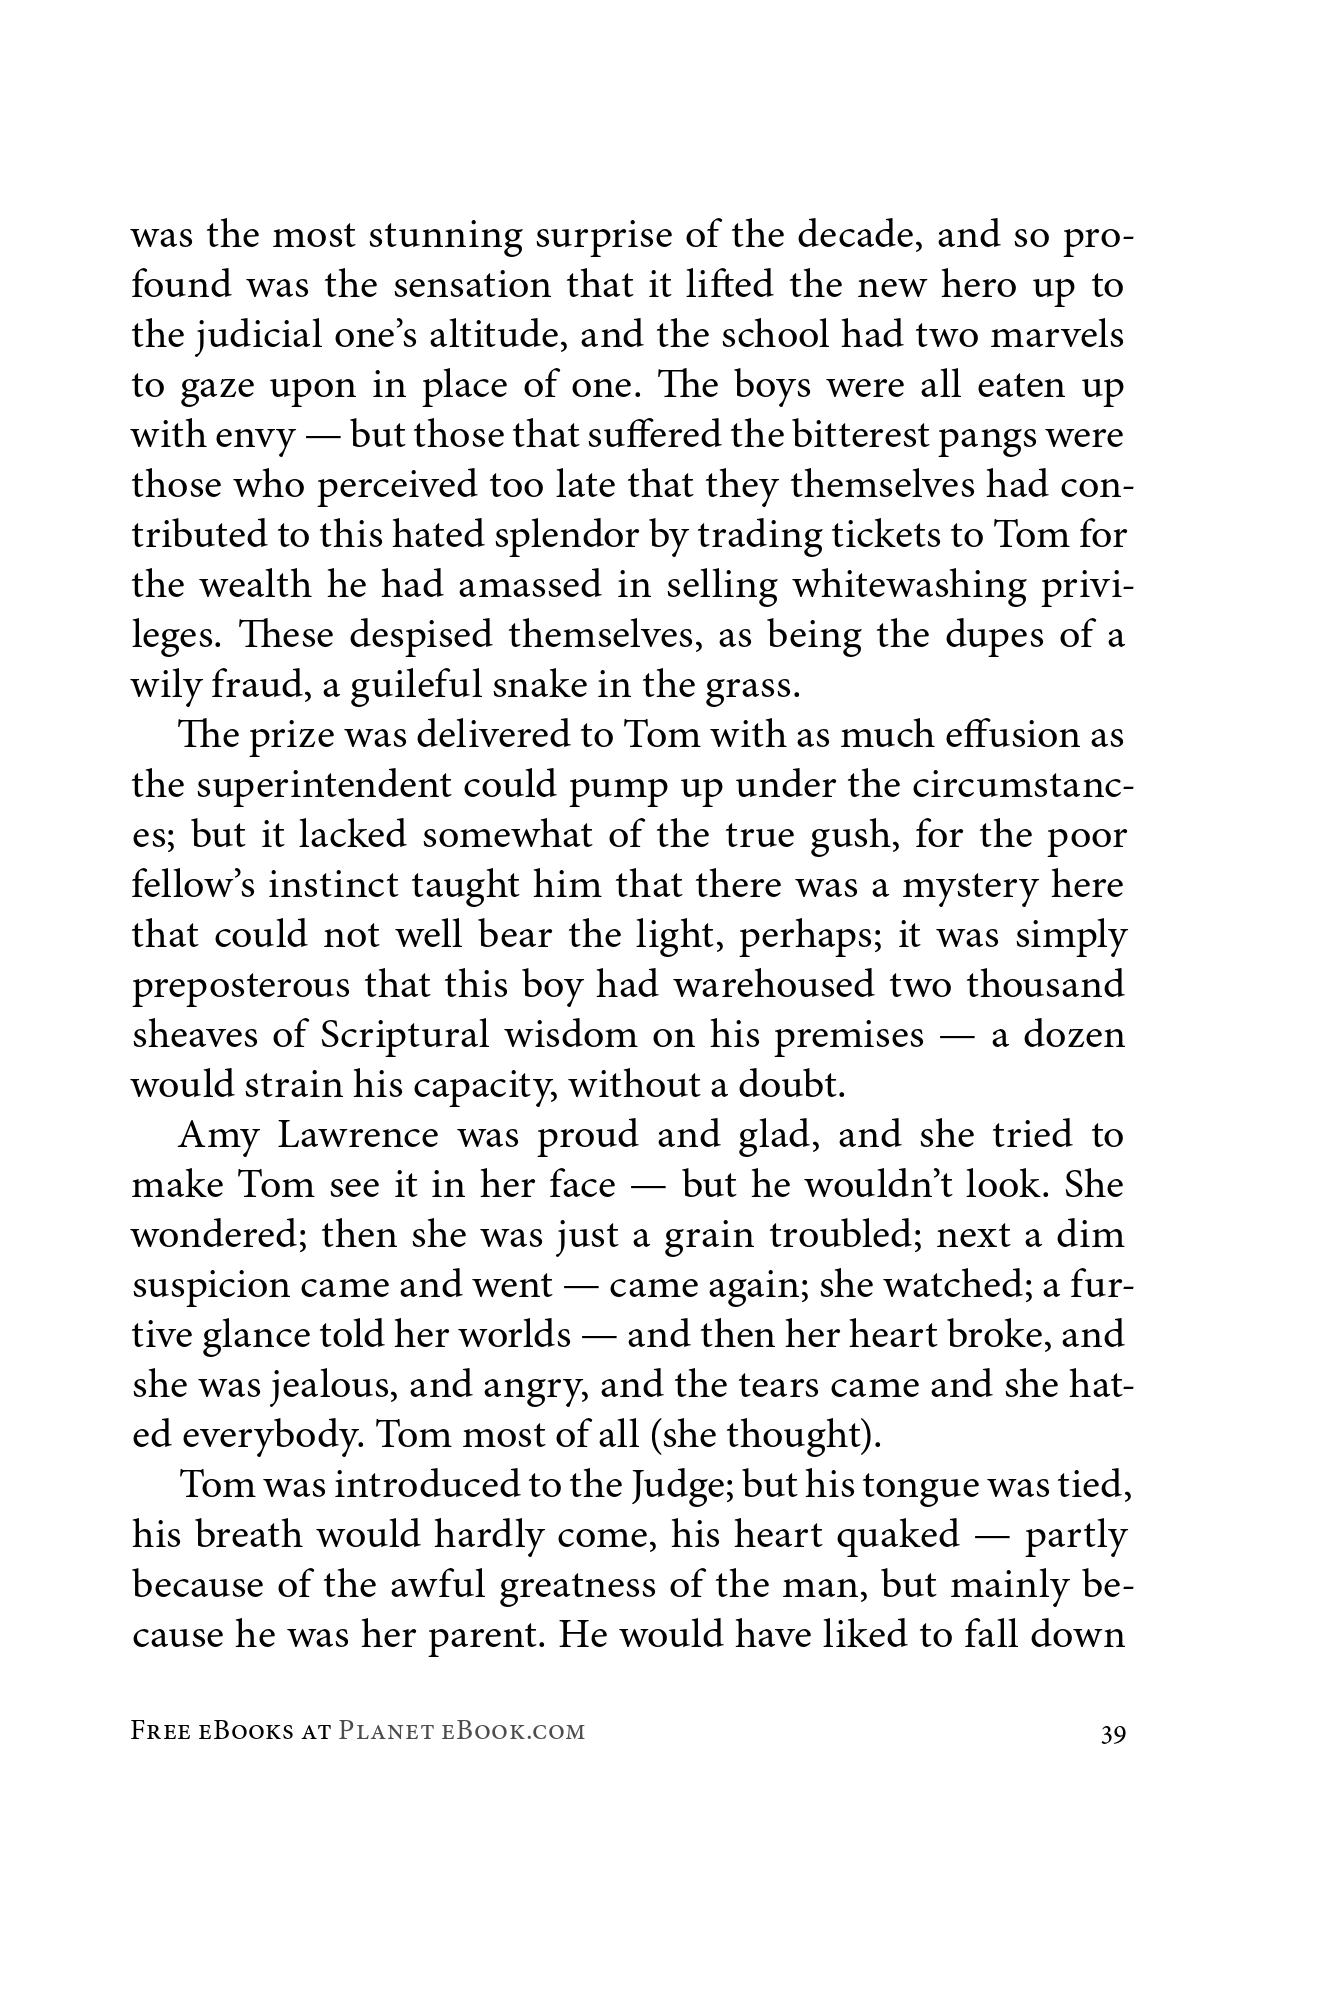 was the most stunning surprise of the decade, and so pro-
found was the sensation that it lifted the new hero up to
the judicial one’s altitude, and the school had two marvels
to gaze upon in place of one. The boys were all eaten up
with envy — but those that suffered the bitterest pangs were
those who perceived too late that they themselves had con-
tributed to this hated splendor by trading tickets to Tom for
the wealth he had amassed in selling whitewashing privi-
leges. These despised themselves, as being the dupes of a
wily fraud, a guileful snake in the grass.
The prize was delivered to Tom with as much effusion as
the superintendent could pump up under the circumstanc-
es; but it lacked somewhat of the true gush, for the poor
fellow’s instinct taught him that there was a mystery here
that could not well bear the light, perhaps; it was simply
preposterous that this boy had warehoused two thousand
sheaves of Scriptural wisdom on his premises — a dozen
would strain his capacity, without a doubt.
Amy Lawrence was proud and glad, and she tried to
make Tom see it in her face — but he wouldn’t look. She
wondered; then she was just a grain troubled; next a dim
suspicion came and went — came again; she watched; a fur-
tive glance told her worlds — and then her heart broke, and
she was jealous, and angry, and the tears came and she hat-
ed everybody. Tom most of all (she thought).
Tom was introduced to the Judge; but his tongue was tied,
his breath would hardly come, his heart quaked — partly
because of the awful greatness of the man, but mainly be-
cause he was her parent. He would have liked to fall down
Free eBooks at Planet eBook.com 39